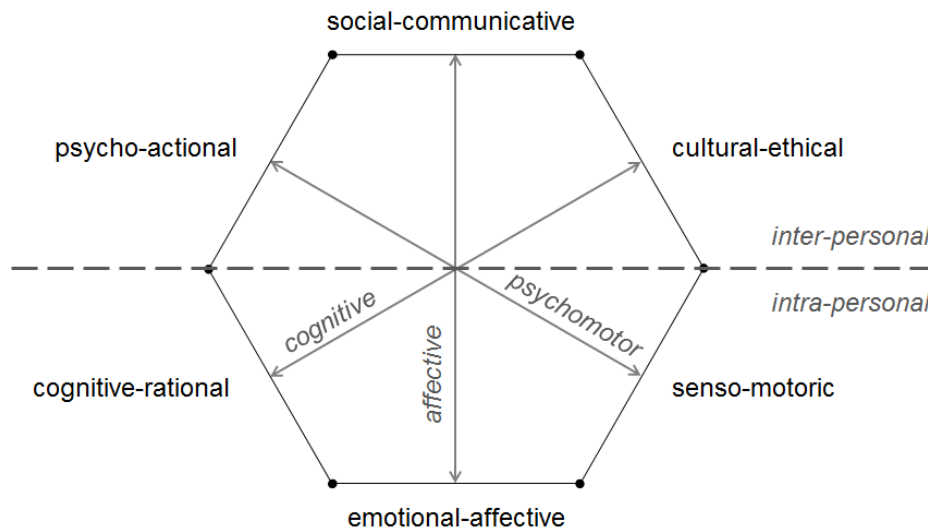 social-communicative
psycho-actional
cultural-ethical
inter-personal
intra-personal
cognitive
psychomotor
affective
cognitive-rational
senso-motoric
emotional-affective